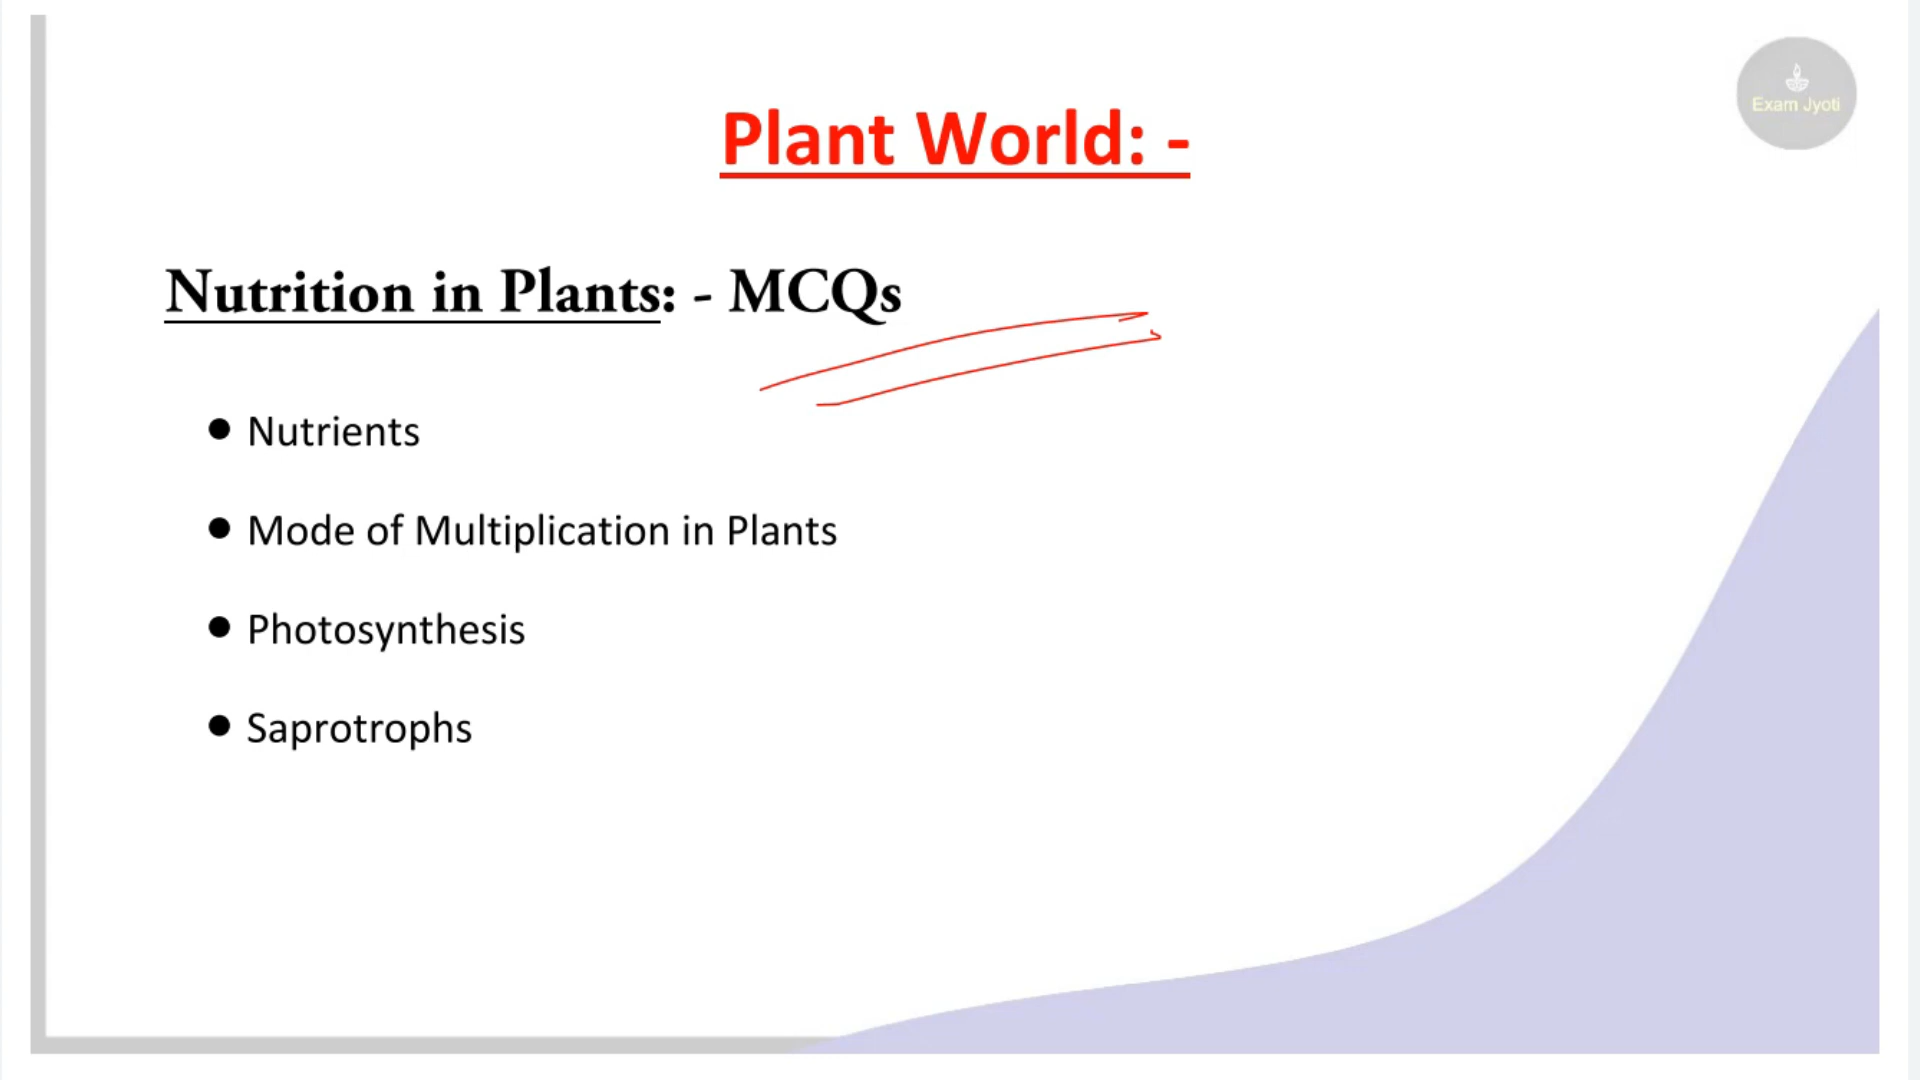 Exam Jyoti
Plant World: -
Nutrition in Plants: - MCQs
● Nutrients
● Mode of Multiplication in Plants
● Photosynthesis
● Saprotrophs